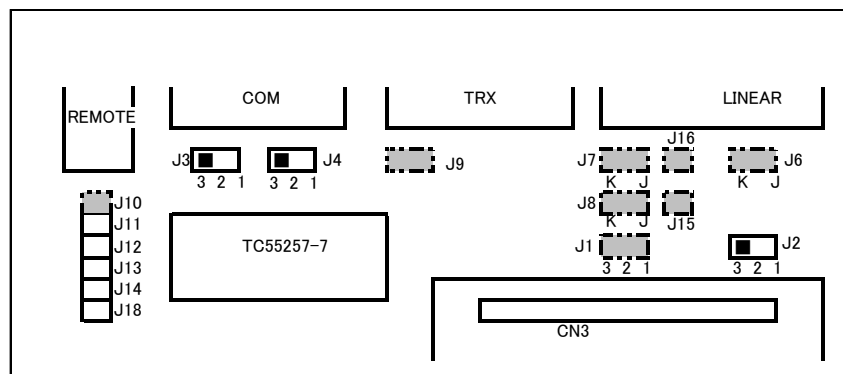 REMOTE
COM
TRX
LINEAR
J16
J3
J4
J9
J7
J6
3 2 1
3 2 1
K J
K J
J10
J8
J15
J11
K J
J12
TC55257-7
J1
J2
J13
3 2 1
3 2 1
J14
J18
CN3